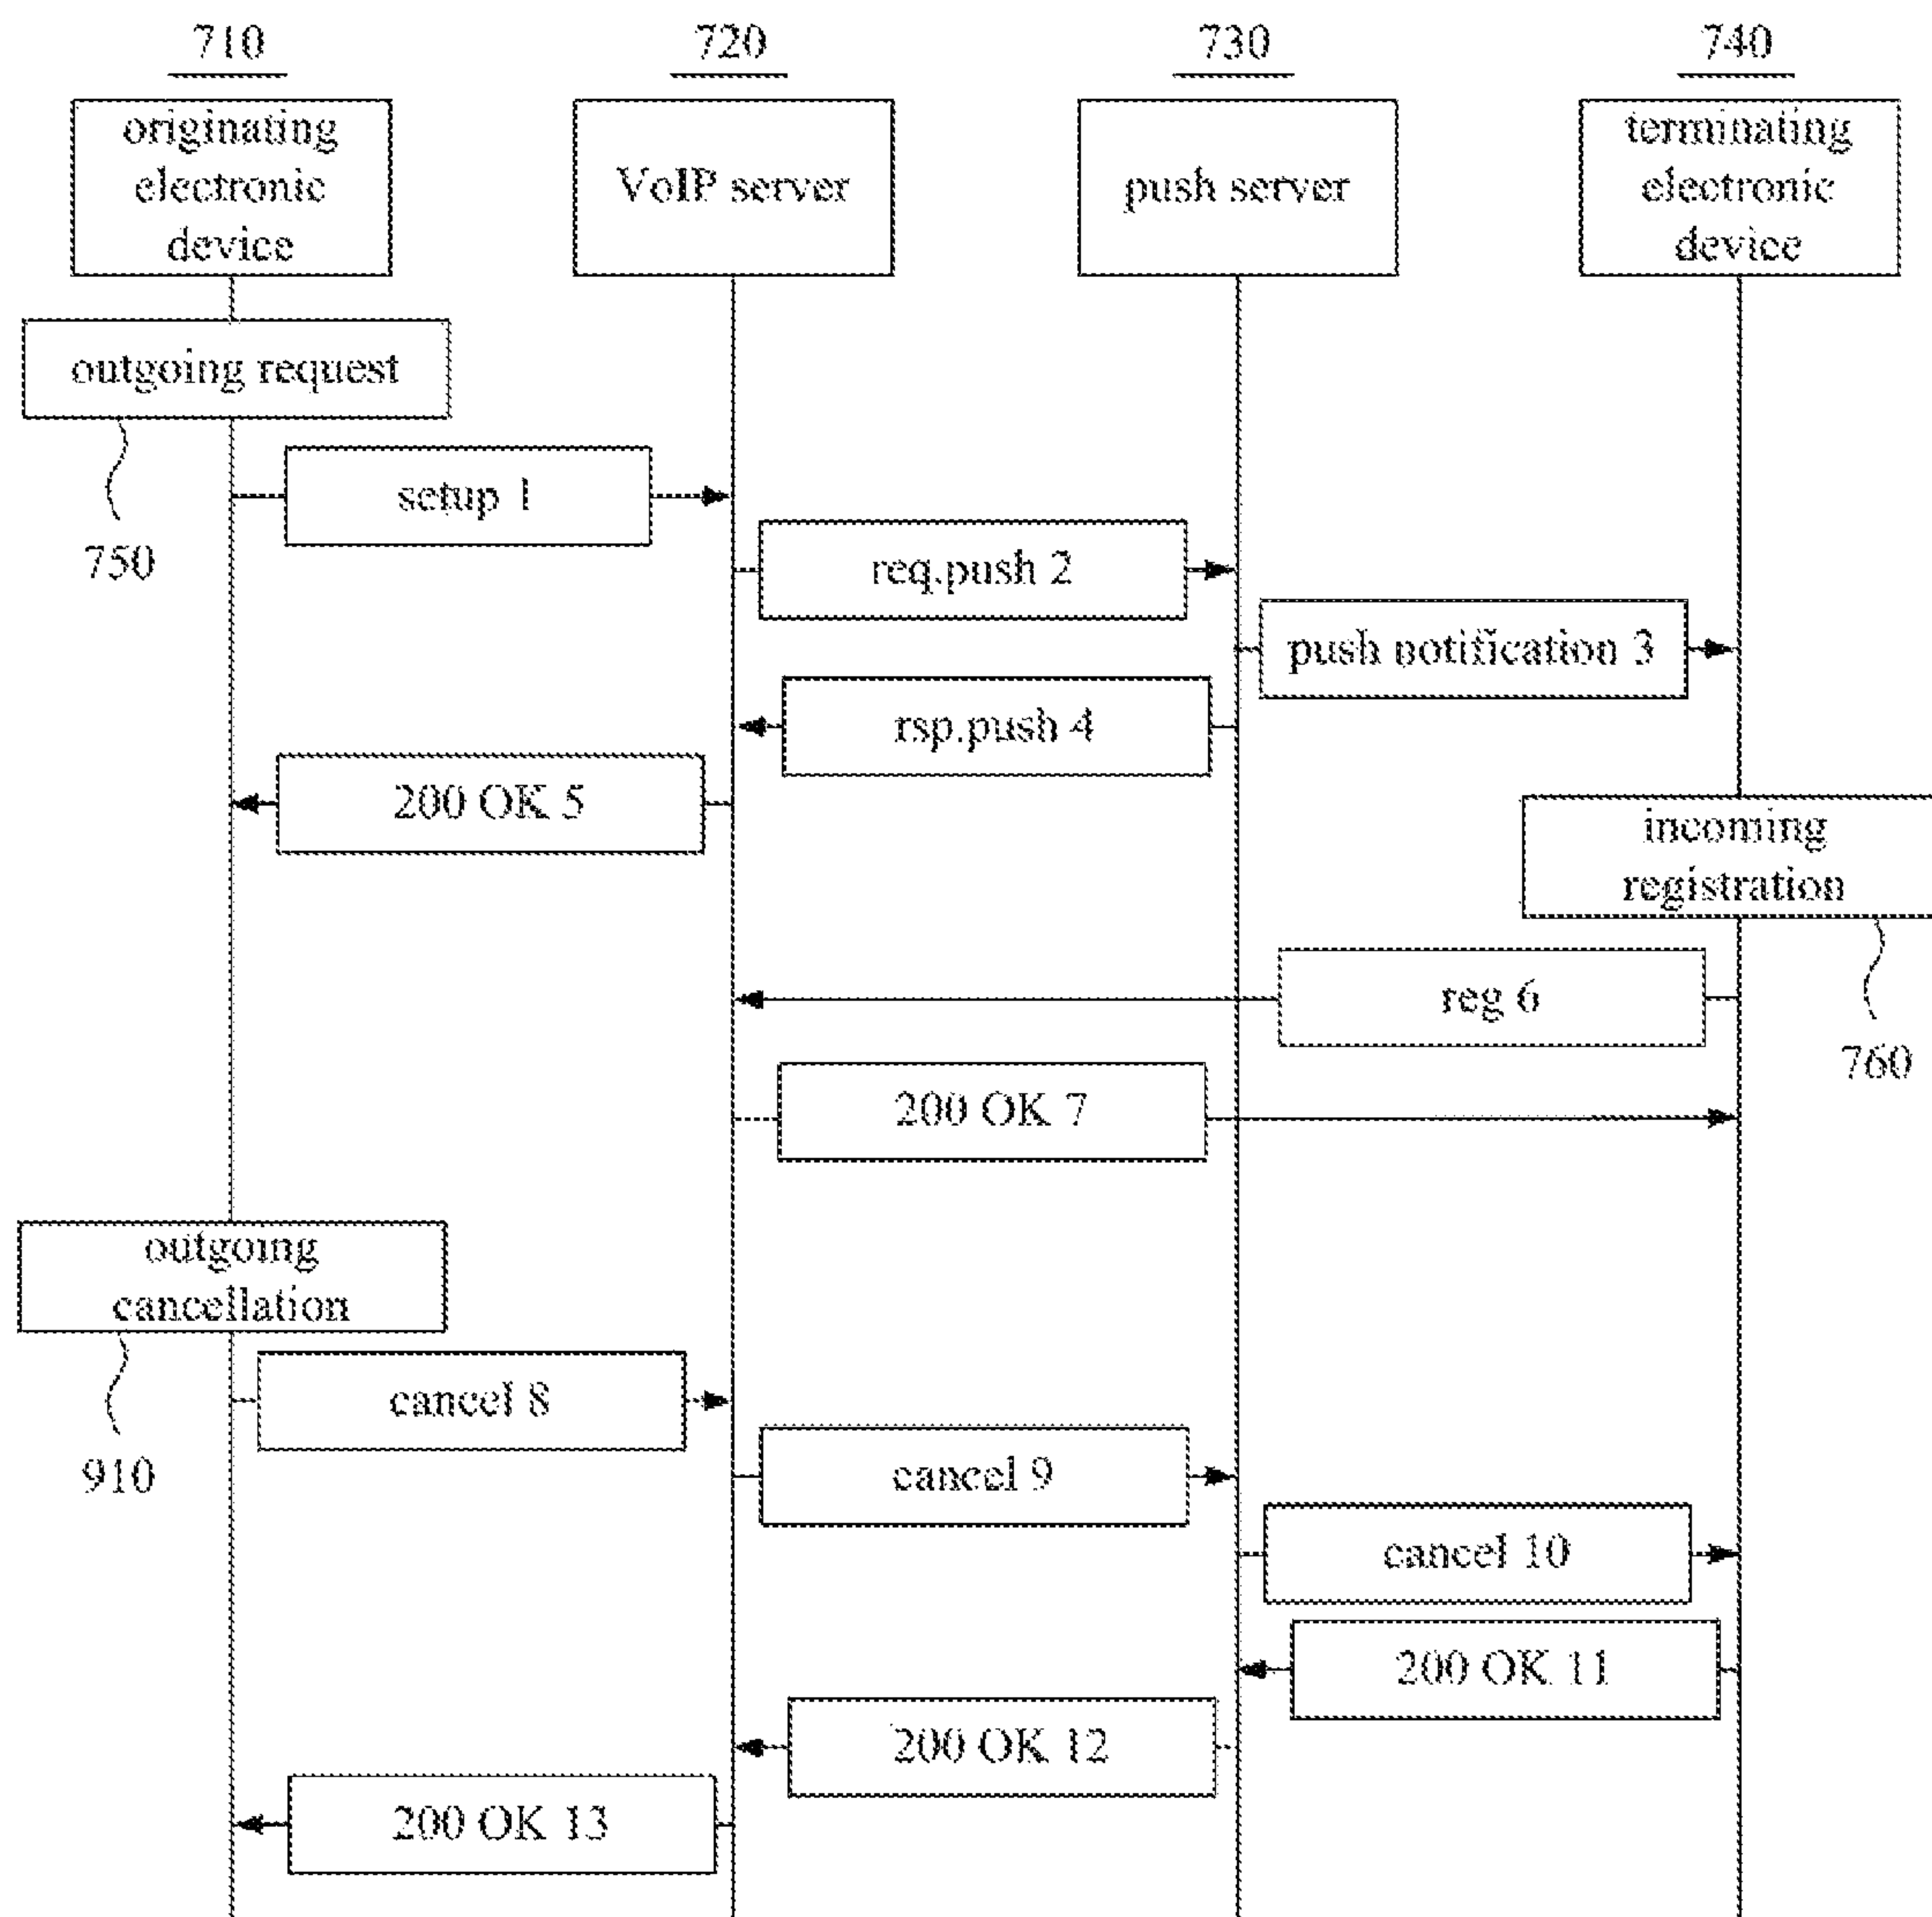 710
720
730
740
originating
electronic
device
VoIP server
push server
terminating
electronic
device
outgoing request
750
setup 1
req.push 2
push notification 3
rsp.push 4
200 OK 5
incoming
registration
760
reg 6
200 OK 7
outgoing
cancellation
910
cancel 8
cancel 9
cancel 10
200 OK 11
200 OK 12
200 OK 13